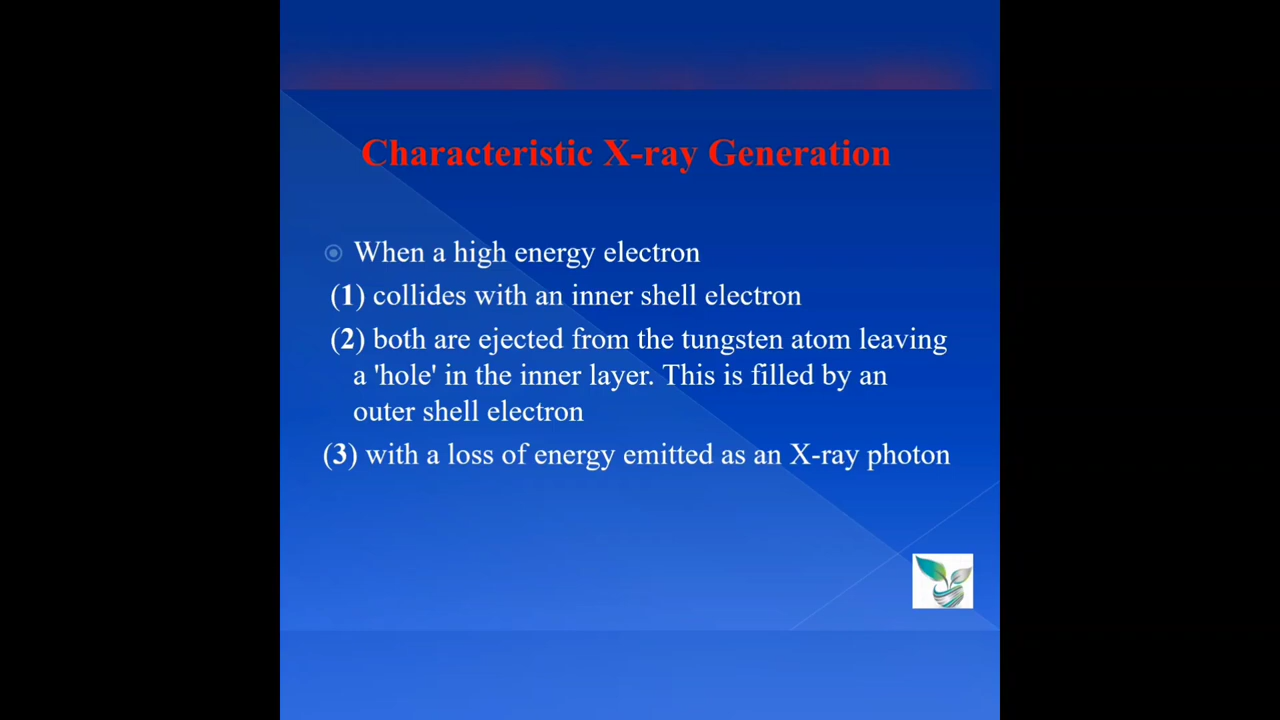 Characteristic X-ray Generation
When a high energy electron
(1) collides with an inner shell electron
(2) both are ejected from the tungsten atom leaving
a 'hole' in the inner layer. This is filled by an
outer shell electron
(3) with a loss of energy emitted as an X-ray photon